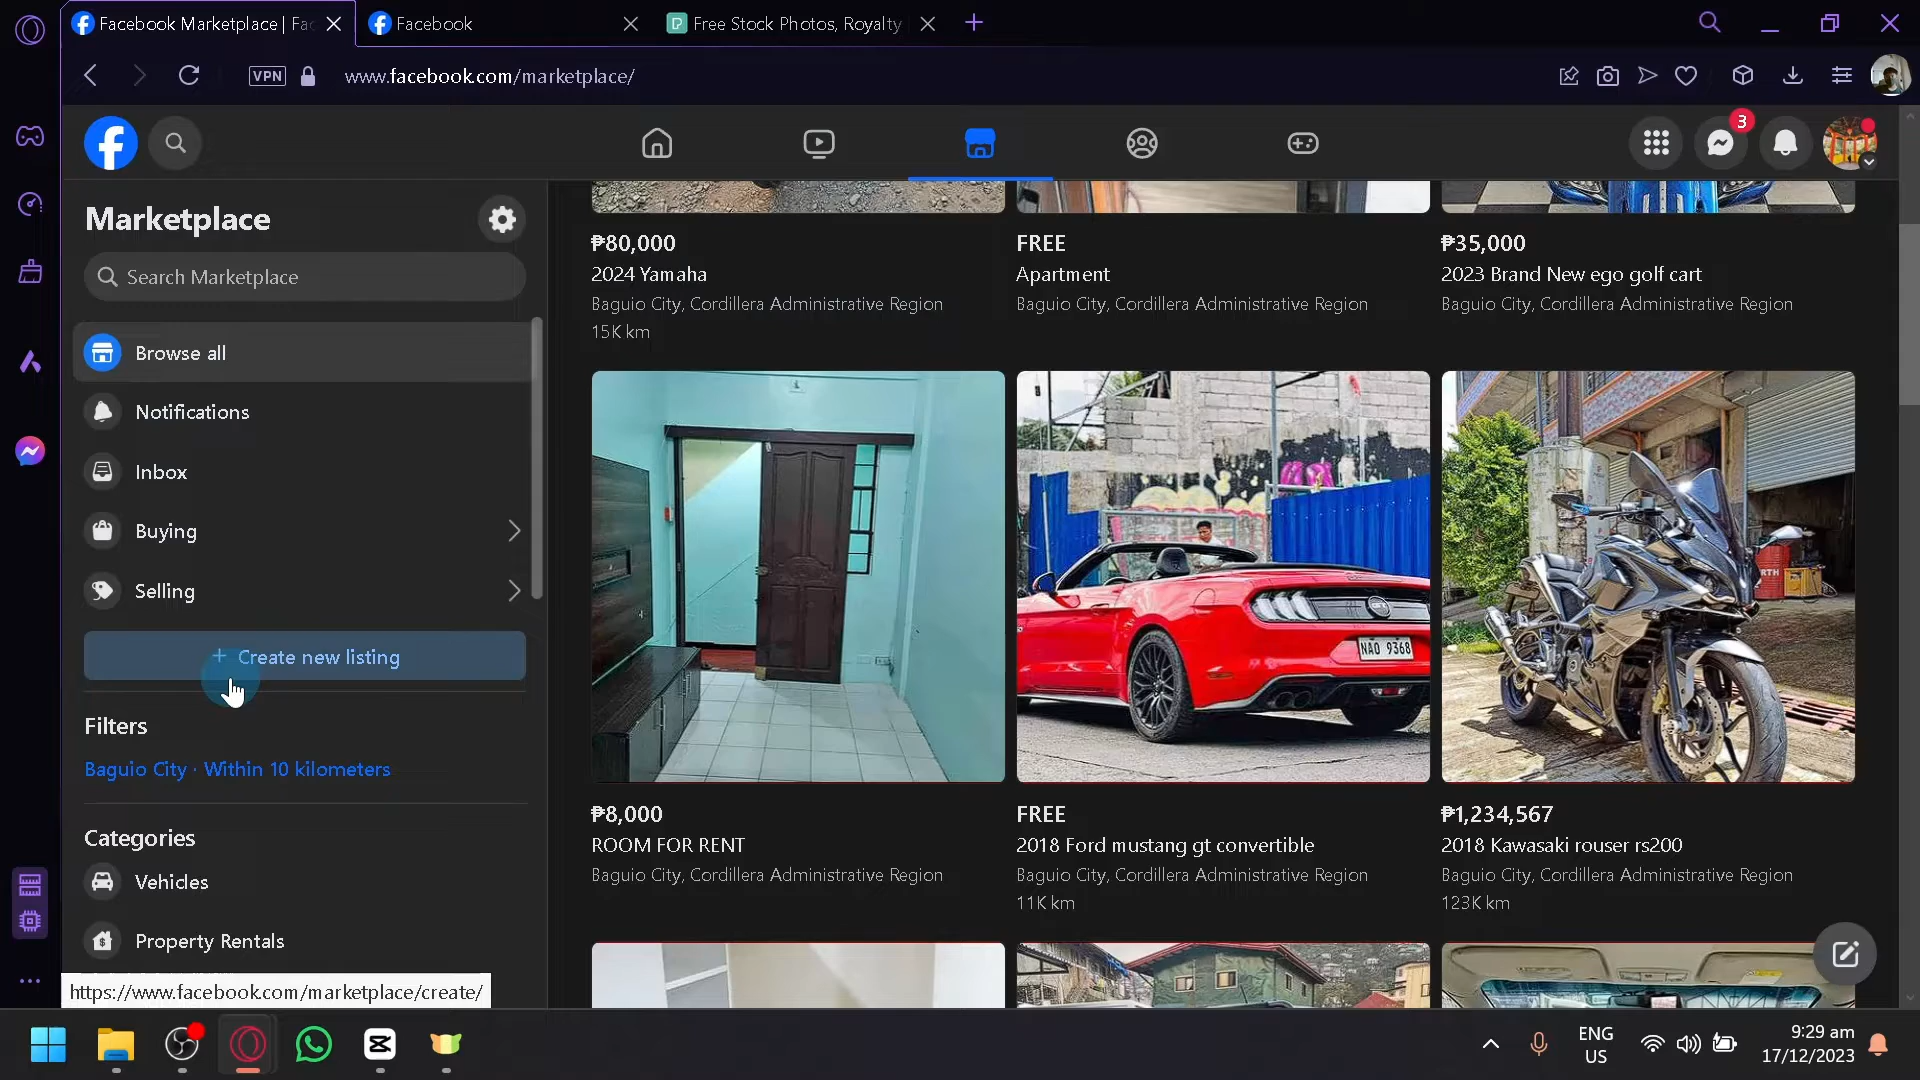 Facebook Marketplace | Fac
Facebook
Free Stock Photos, Royalty
VPN
www.facebook.com/marketplace/
3
Marketplace
Search Marketplace
Browse all
Notifications
Inbox
Buying
Selling
+ Create new listing
Filters
Baguio City · Within 10 kilometers
Categories
Vehicles
Property Rentals
https://www.facebook.com/marketplace/create/
₱80,000
2024 Yamaha
Baguio City, Cordillera Administrative Region
15K km
FREE
Apartment
Baguio City, Cordillera Administrative Region
₱35,000
2023 Brand New ego golf cart
Baguio City, Cordillera Administrative Region
NAO 9368
₱8,000
ROOM FOR RENT
Baguio City, Cordillera Administrative Region
FREE
2018 Ford mustang gt convertible
Baguio City, Cordillera Administrative Region
11K km
₱1,234,567
2018 Kawasaki rouser rs200
Baguio City, Cordillera Administrative Region
123K km
ENG
US
9:29 am
17/12/2023